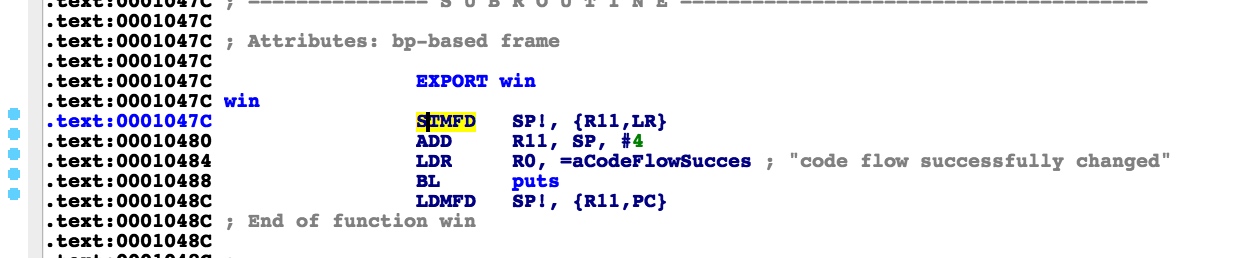 .text:0001047C ; =============== S U B R O U T I N E =======================================
.text:0001047C
.text:0001047C ; Attributes: bp-based frame
.text:0001047C
.text:0001047C EXPORT win
.text:0001047C win
.text:0001047C STMFD SP!, {R11,LR}
.text:00010480 ADD R11, SP, #4
.text:00010484 LDR R0, =aCodeFlowSucces ; "code flow successfully changed"
.text:00010488 BL puts
.text:0001048C LDMFD SP!, {R11,PC}
.text:0001048C ; End of function win
.text:0001048C